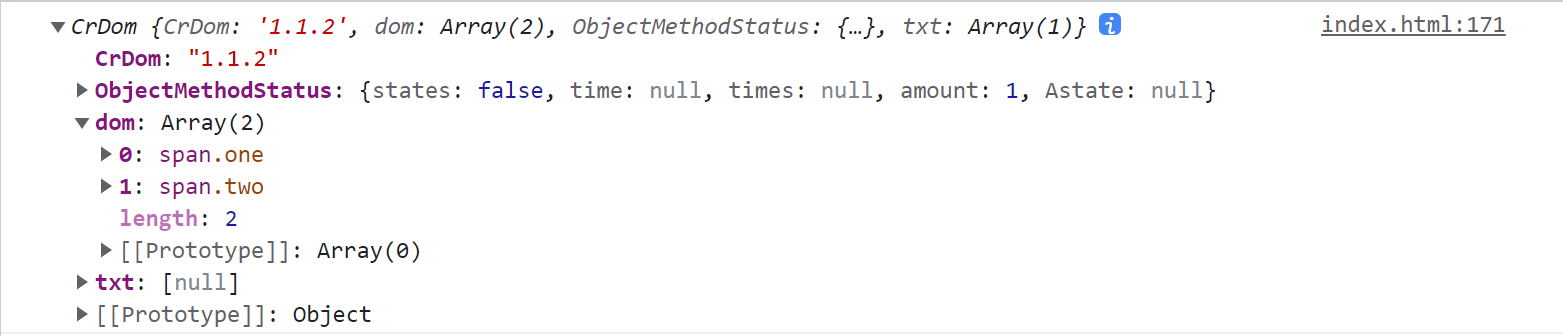 CrDom {CrDom: '1.1.2', dom: Array(2), ObjectMethodStatus: {…}, txt: Array(1)} i index.html:171
CrDom: "1.1.2"
ObjectMethodStatus: {states: false, time: null, times: null, amount: 1, Astate: null}
dom: Array(2)
0: span.one
1: span.two
length: 2
[[Prototype]]: Array(0)
txt: [null]
[[Prototype]]: Object